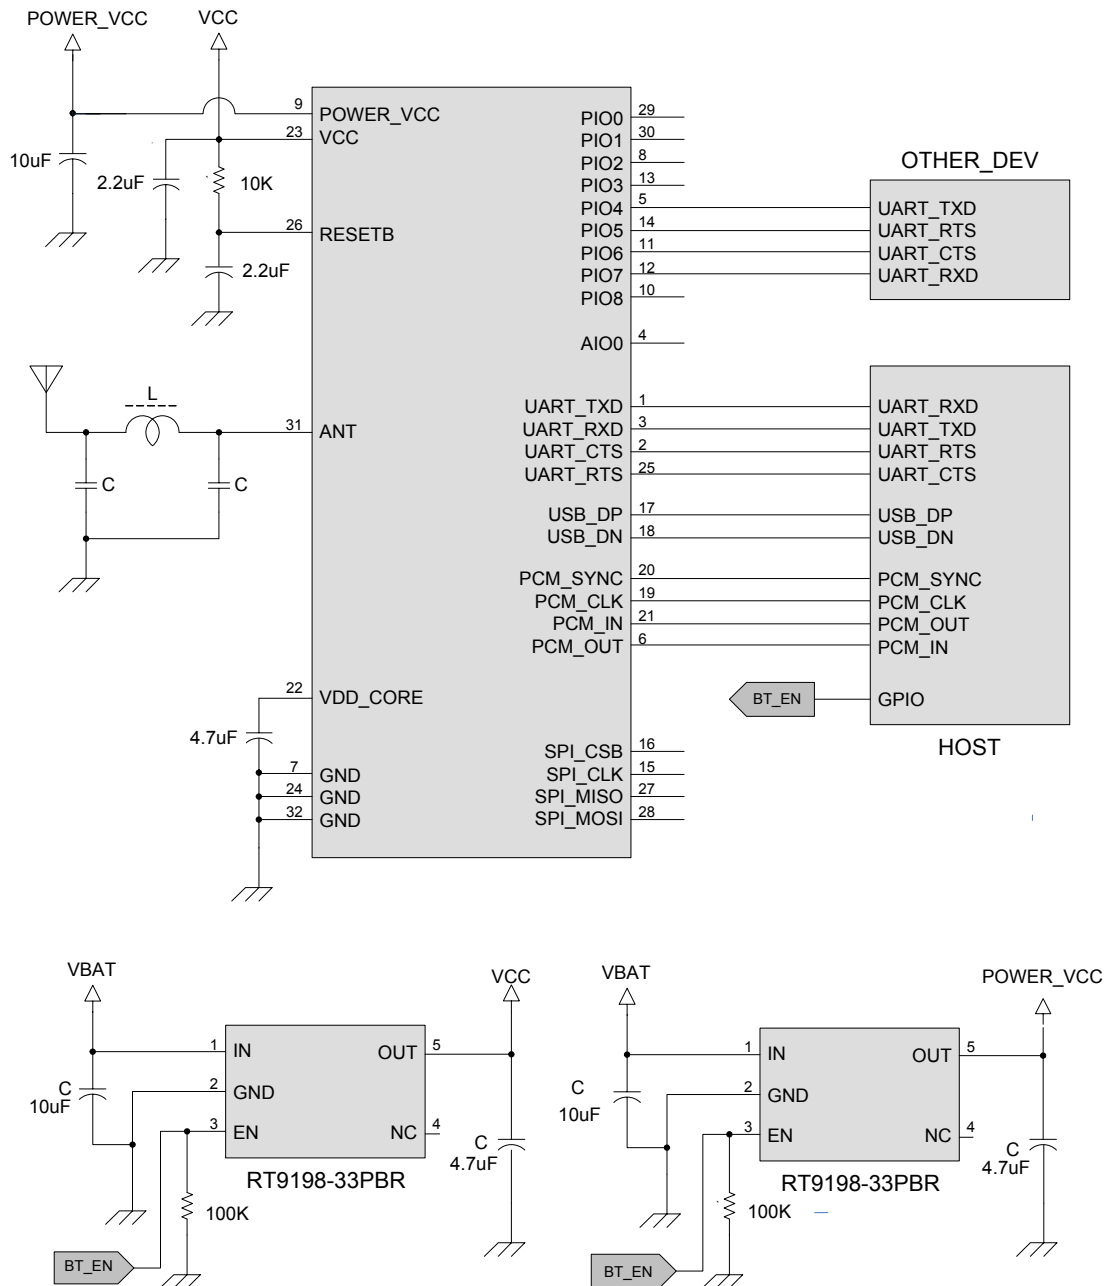 POWER_VCC
VCC
10uF
2.2uF
10K
2.2uF
9 POWER_VCC
23 VCC
26 RESETB
L
C
C
31 ANT
22 VDD_CORE
4.7uF
7 GND
24 GND
32 GND
PIO0 29
PIO1 30
PIO2 8
PIO3 13
PIO4 5
PIO5 14
PIO6 11
PIO7 12
PIO8 10
AIO0 4
UART_TXD 1
UART_RXD 3
UART_CTS 2
UART_RTS 25
USB_DP 17
USB_DN 18
PCM_SYNC 20
PCM_CLK 19
PCM_IN 21
PCM_OUT 6
SPI_CSB 16
SPI_CLK 15
SPI_MISO 27
SPI_MOSI 28
OTHER_DEV
UART_TXD
UART_RTS
UART_CTS
UART_RXD
UART_RXD
UART_TXD
UART_RTS
UART_CTS
USB_DP
USB_DN
PCM_SYNC
PCM_CLK
PCM_OUT
PCM_IN
BT_EN
GPIO
HOST
VBAT
C
10uF
1 IN
2 GND
3 EN
OUT 5
NC 4
RT9198-33PBR
100K
BT_EN
VCC
C
4.7uF
VBAT
C
10uF
1 IN
2 GND
3 EN
OUT 5
NC 4
RT9198-33PBR
100K
BT_EN
POWER_VCC
C
4.7uF